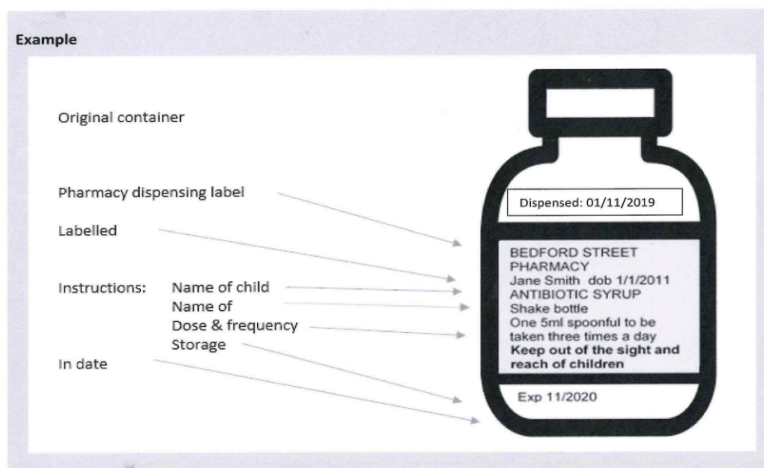 Example
Original container
Pharmacy dispensing label
Labelled
Instructions: Name of child
Name of
Dose & frequency
Storage
In date
Dispensed: 01/11/2019
BEDFORD STREET
PHARMACY
Jane Smith dob 1/1/2011
ANTIBIOTIC SYRUP
Shake bottle
One 5ml spoonful to be
taken three times a day
Keep out of the sight and
reach of children
Exp 11/2020